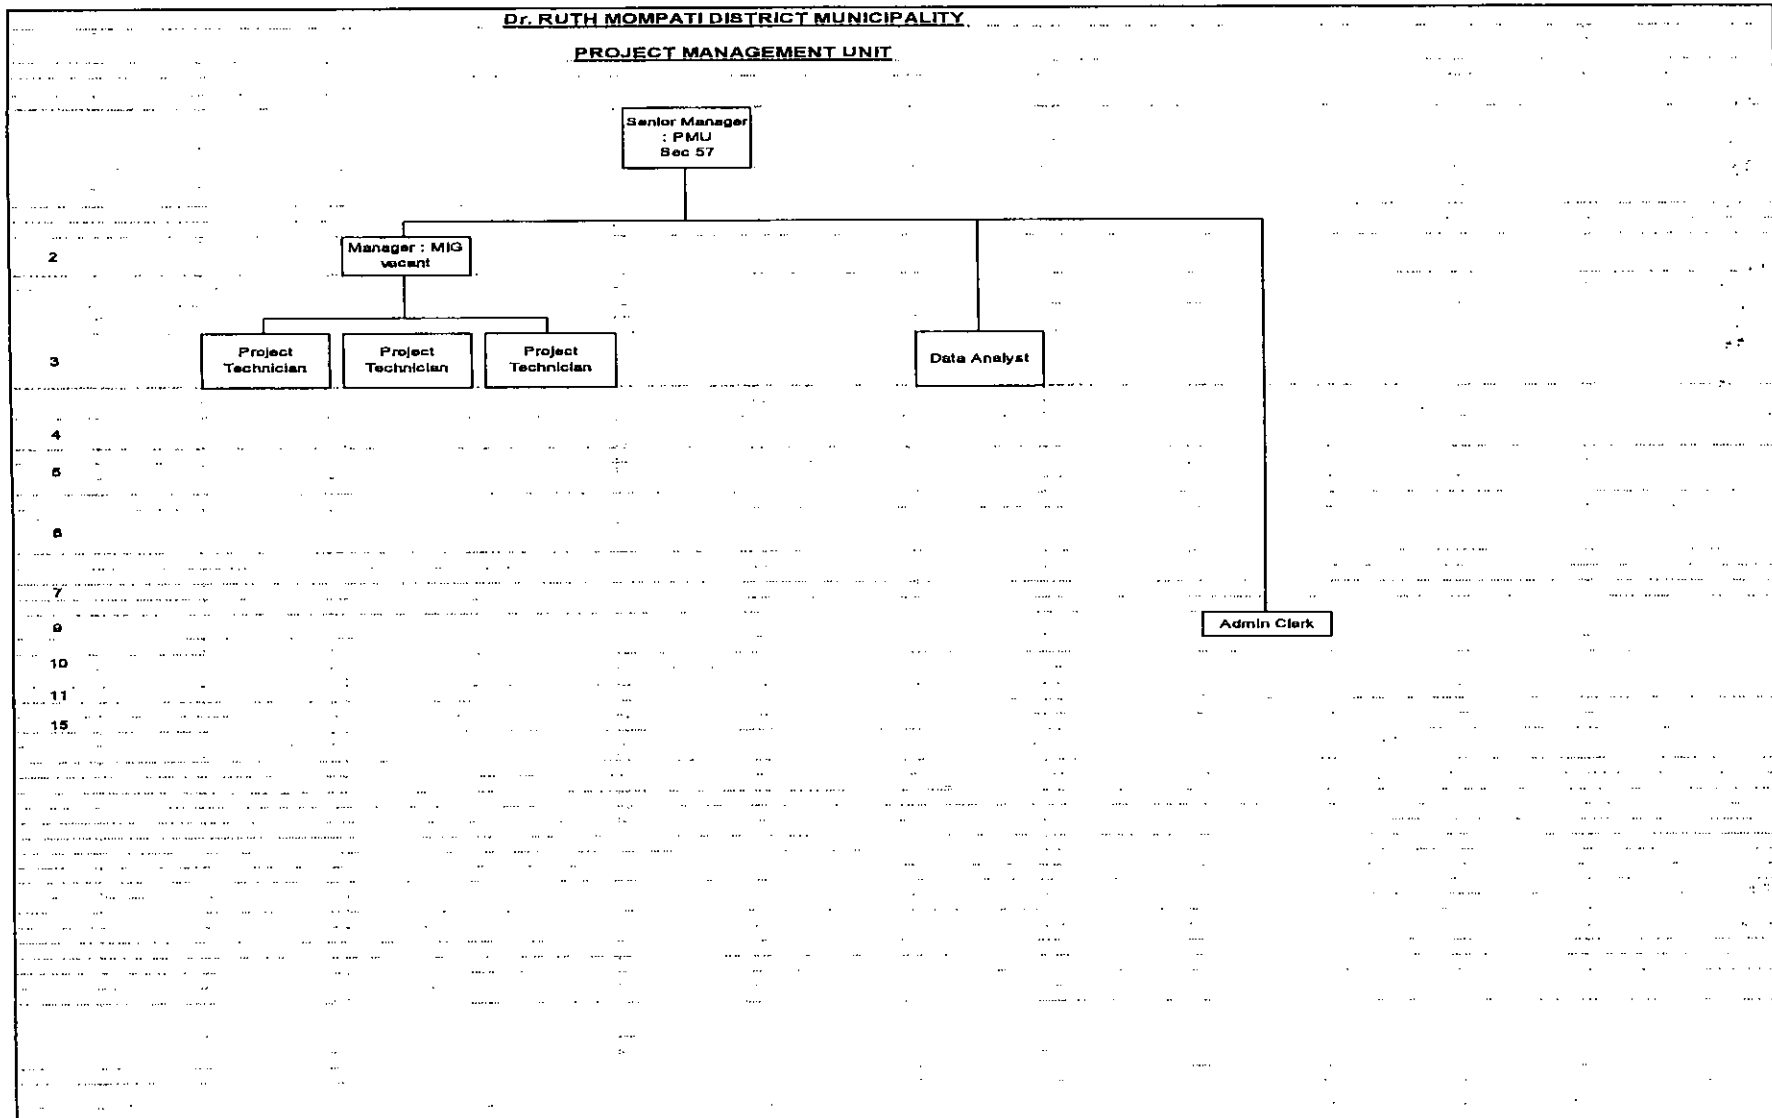 Dr. RUTH MOMPATI DISTRICT MUNICIPALITY
PROJECT MANAGEMENT UNIT
Senior Manager
: PMU
Sec 57
2
Manager : MIG
vacant
3
Project
Technician
Project
Technician
Project
Technician
Data Analyst
4
5
6
7
9
Admin Clerk
10
11
15